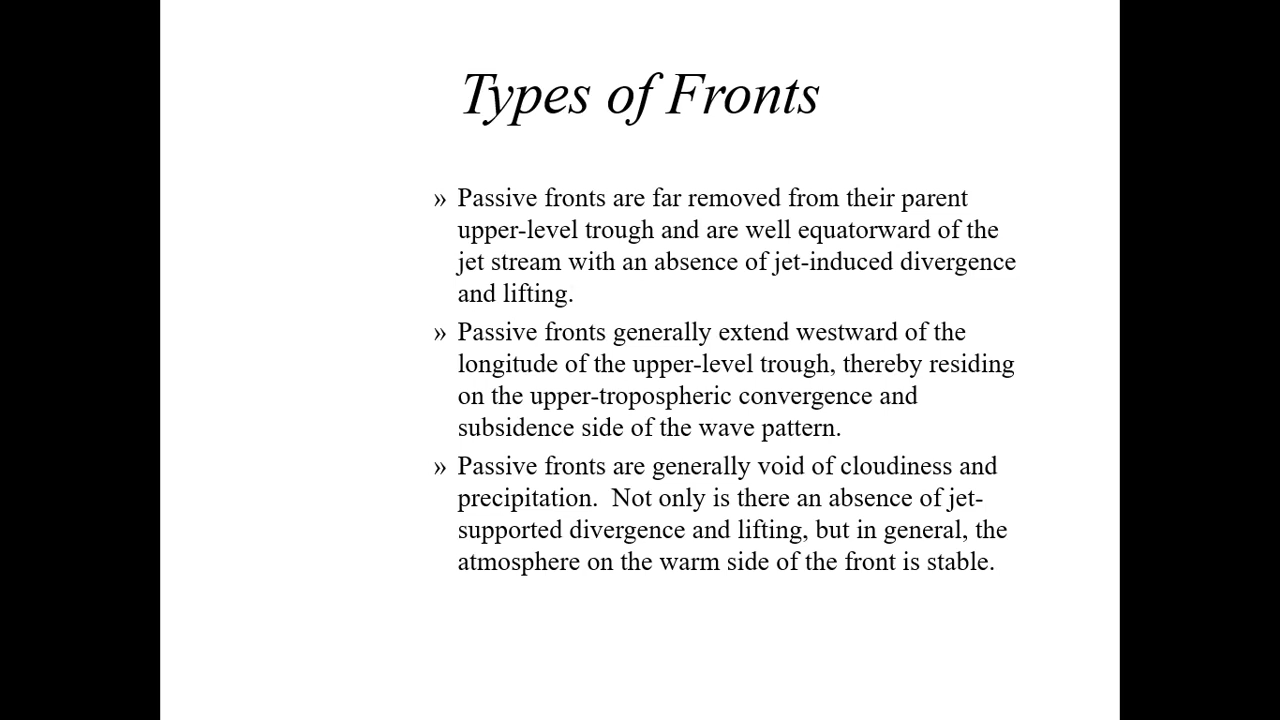 Types of Fronts
» Passive fronts are far removed from their parent
upper-level trough and are well equatorward of the
jet stream with an absence of jet-induced divergence
and lifting.
» Passive fronts generally extend westward of the
longitude of the upper-level trough, thereby residing
on the upper-tropospheric convergence and
subsidence side of the wave pattern.
» Passive fronts are generally void of cloudiness and
precipitation.  Not only is there an absence of jet-
supported divergence and lifting, but in general, the
atmosphere on the warm side of the front is stable.